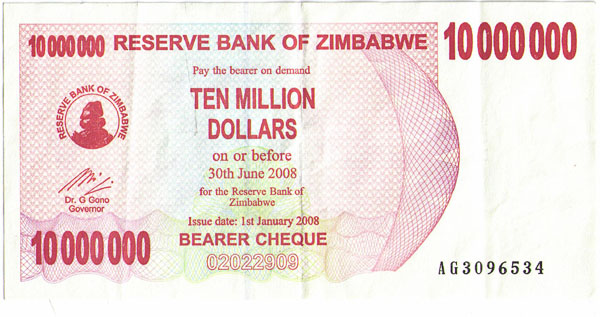 10 000 000 RESERVE BANK OF ZIMBABWE 10 000 000
Pay the bearer on demand
TEN MILLION
DOLLARS
on or before
30th June 2008
for the Reserve Bank of
Zimbabwe
RESERVE BANK OF ZIMBABWE
Dr. G Gono
Governor
Issue date: 1st January 2008
10 000 000 BEARER CHEQUE
02022909
AG3096534